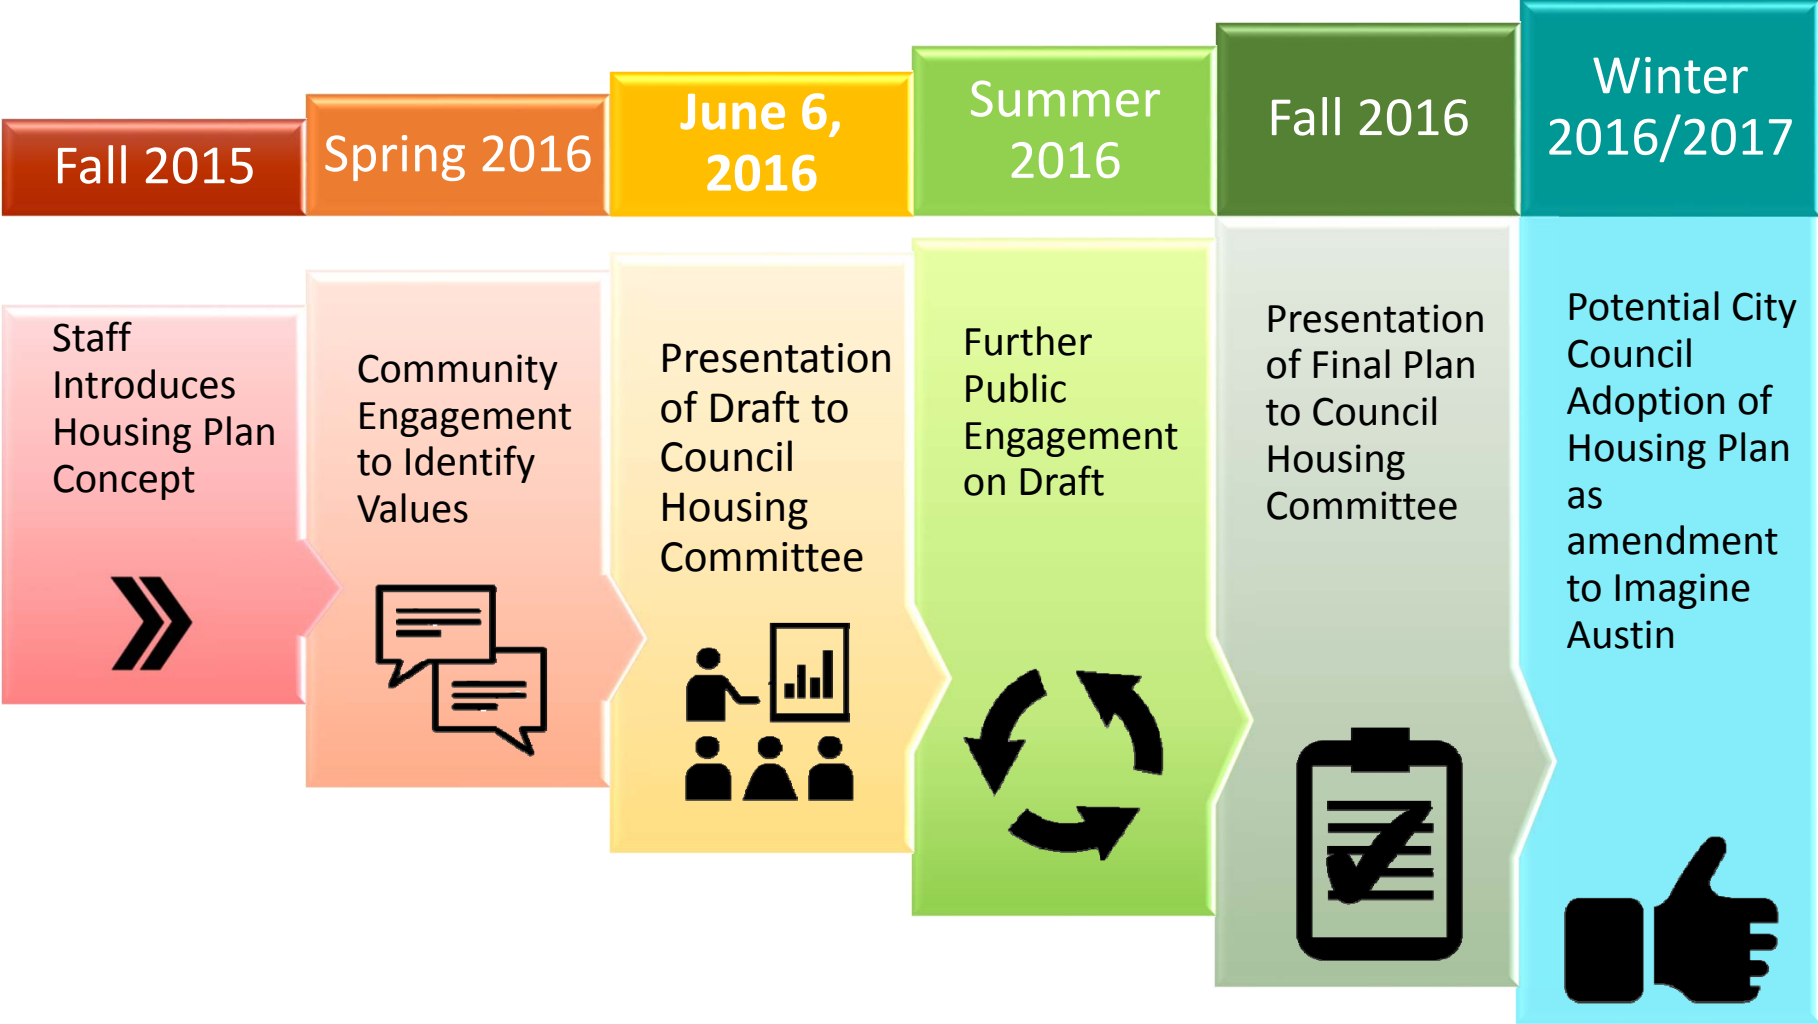 Fall 2015
Staff
Introduces
Housing Plan
Concept
Spring 2016
Community
Engagement
to Identify
Values
June 6,
2016
Presentation
of Draft to
Council
Housing
Committee
Summer
2016
Further
Public
Engagement
on Draft
Fall 2016
Presentation
of Final Plan
to Council
Housing
Committee
Winter
2016/2017
Potential City
Council
Adoption of
Housing Plan
as
amendment
to Imagine
Austin